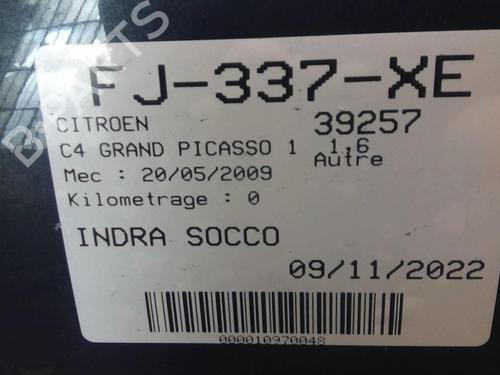 FJ-337-XE
CITROEN 39257
C4 GRAND PICASSO 1 1,6
Autre
Mec : 20/05/2009
Kilometrage : 0
INDRA SOCCO
09/11/2022
000010970048